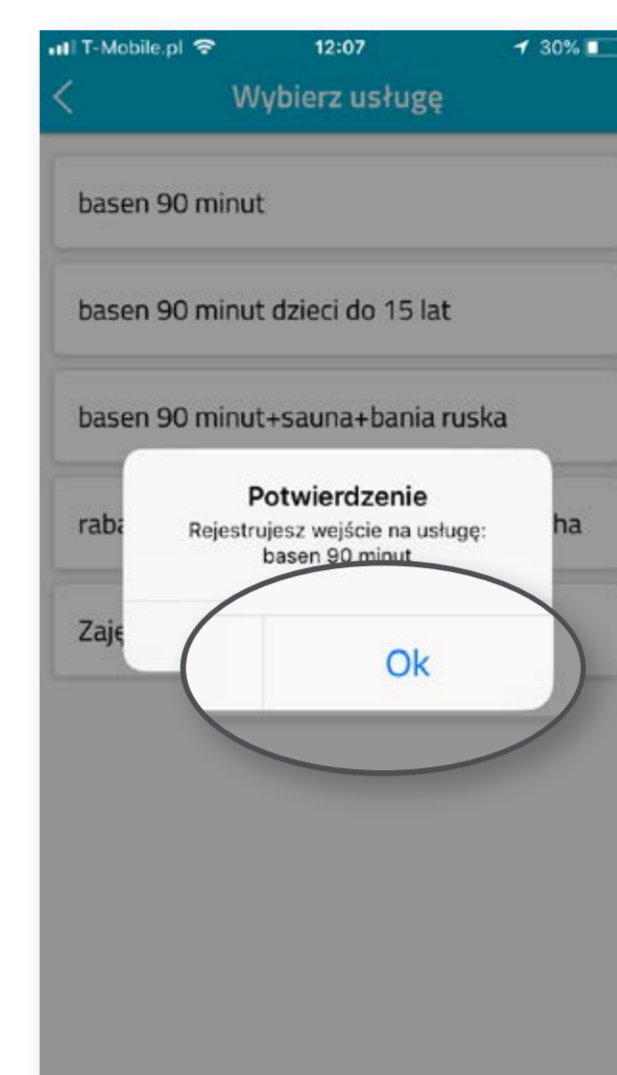 T-Mobile.pl 12:07 30%
Wybierz usługę
basen 90 minut
basen 90 minut dzieci do 15 lat
basen 90 minut+sauna+bania ruska
Potwierdzenie
Rejestrujesz wejście na usługę:
basen 90 minut
Ok